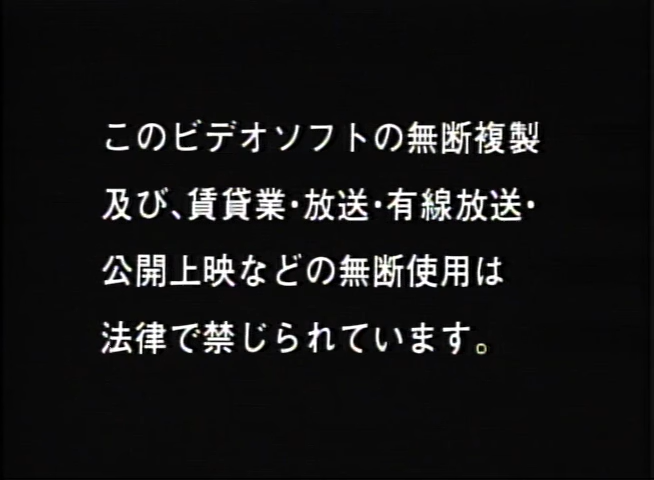 このビデオソフトの無断複製
及び、賃貸業・放送・有線放送・
公開上映などの無断使用は
法律で禁じられています。